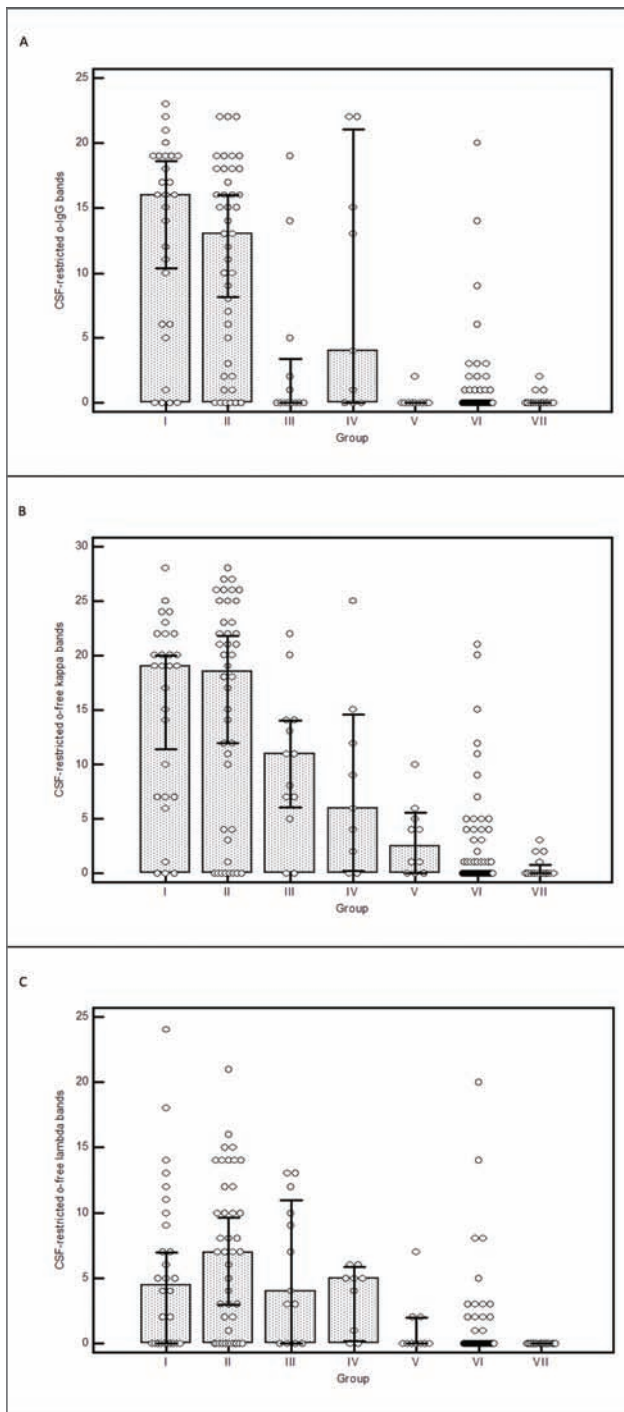 A
CSF-restricted o-IgG bands
25
20
15
10
5
0
I II III IV V VI VII
Group
B
CSF-restricted o-free kappa bands
30
25
20
15
10
5
0
I II III IV V VI VII
Group
C
CSF-restricted o-free lambda bands
25
20
15
10
5
0
I II III IV V VI VII
Group